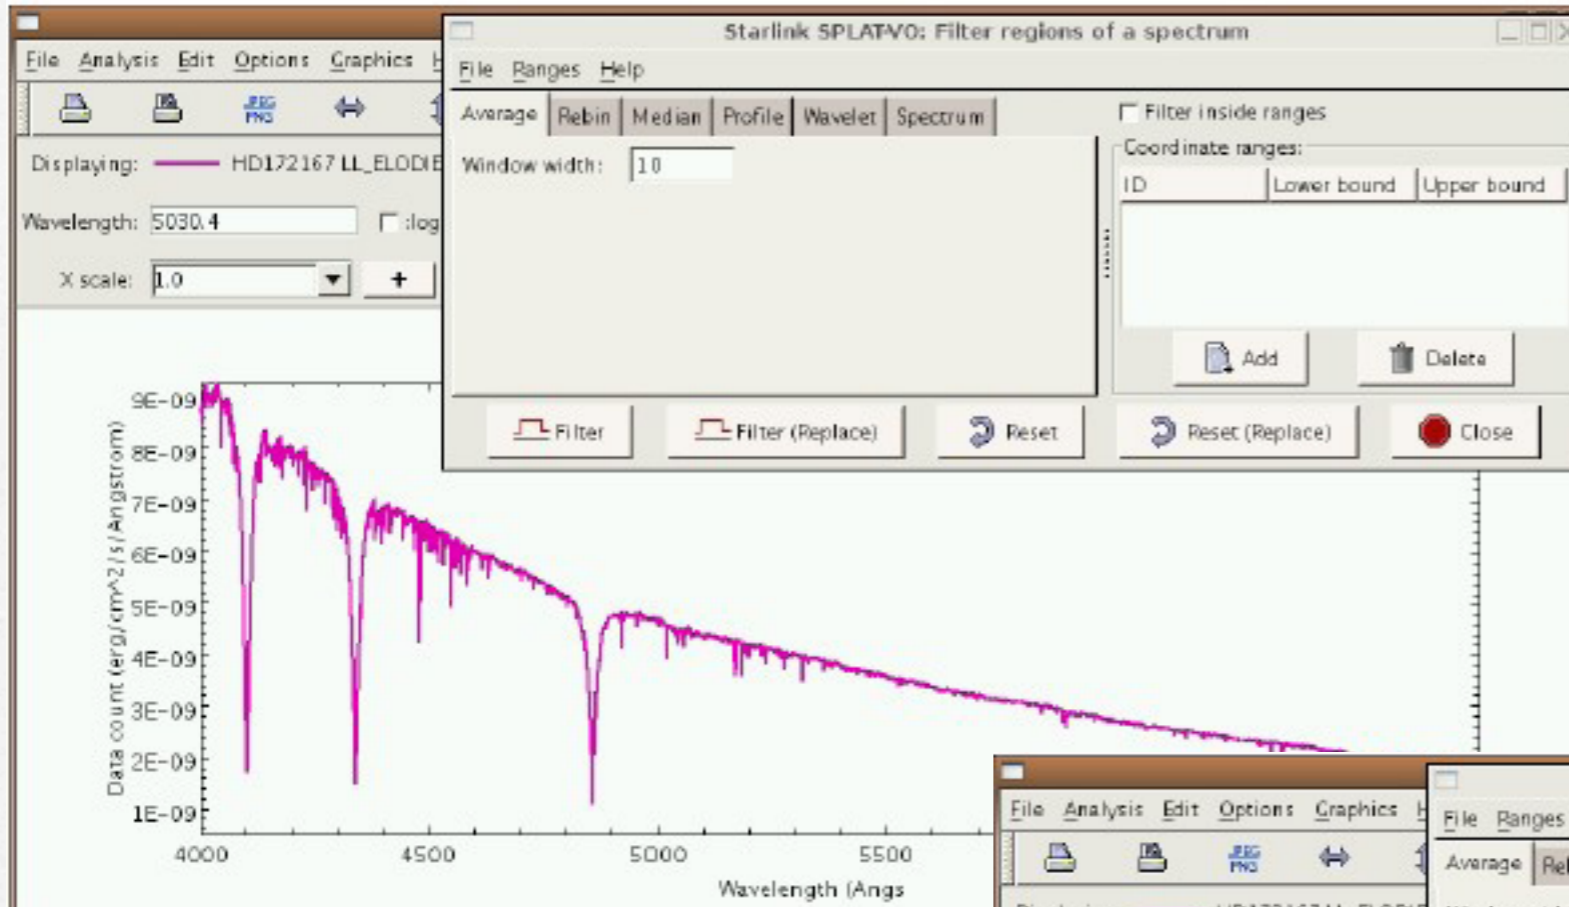 Starlink SPLAT-VO: Filter regions of a spectrum
File Analysis Edit Options Graphics
File Ranges Help
Average Rebin Median Profile Wavelet Spectrum
Filter inside ranges
JPEG PNG
Coordinate ranges:
Displaying: HD172167 LL_ELODIE
Window width: 10
ID Lower bound Upper bound
Wavelength: 5030.4 :log
X scale: 1.0 +
Add Delete
Filter Filter (Replace) Reset Reset (Replace) Close
Data count (erg/cm^2/s/Angstrom)
9E-09
8E-09
7E-09
6E-09
5E-09
4E-09
3E-09
2E-09
1E-09
4000 4500 5000 5500
Wavelength (Angs
File Analysis Edit Options Graphics
File Ranges
JPEG PNG
Average